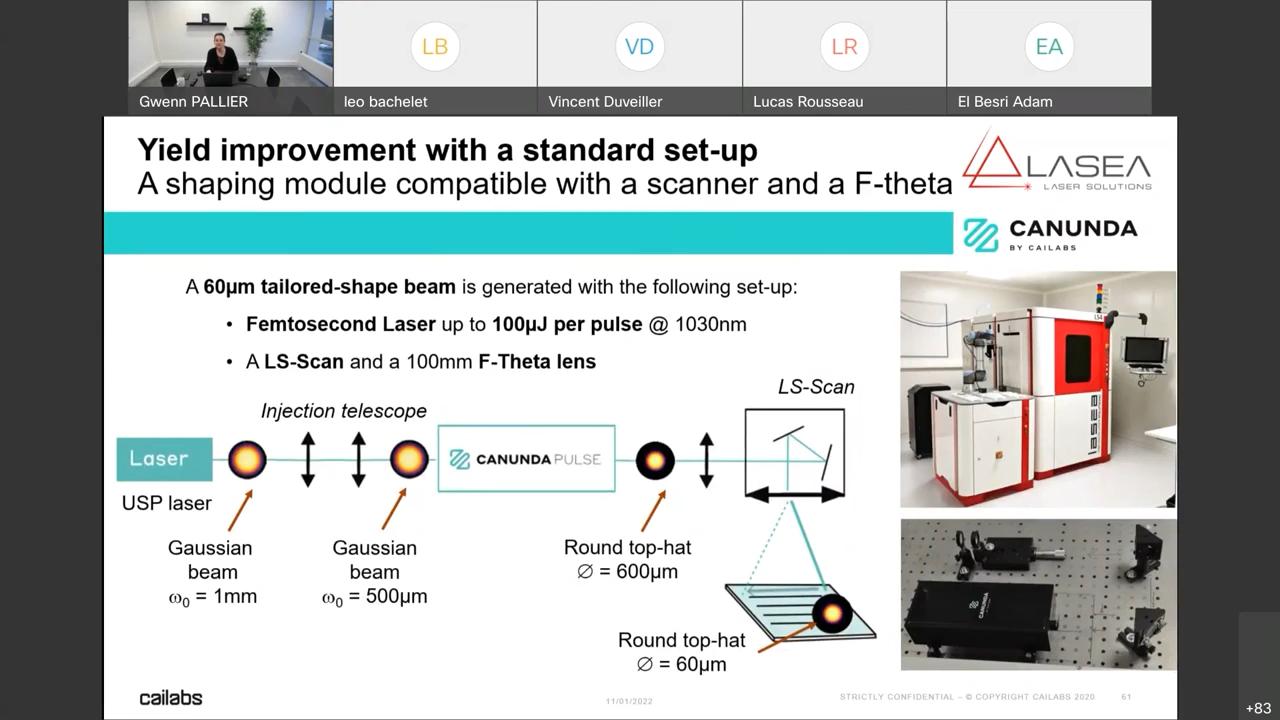 LB
VD
LR
EA
Gwenn PALLIER
leo bachelet
Vincent Duveiller
Lucas Rousseau
El Besri Adam
Yield improvement with a standard set-up
A shaping module compatible with a scanner and a F-theta
LASEA
LASER SOLUTIONS
CANUNDA
BY CAILABS
A 60µm tailored-shape beam is generated with the following set-up:
• Femtosecond Laser up to 100µJ per pulse @ 1030nm
• A LS-Scan and a 100mm F-Theta lens
LS-Scan
Injection telescope
Laser
CANUNDA PULSE
USP laser
Gaussian
beam
ω0 = 1mm
Gaussian
beam
ω0 = 500µm
Round top-hat
∅ = 600µm
Round top-hat
∅ = 60µm
LS4
LASEA
CANUNDA
cailabs
11/01/2022
STRICTLY CONFIDENTIAL – © COPYRIGHT CAILABS 2020
61
+83